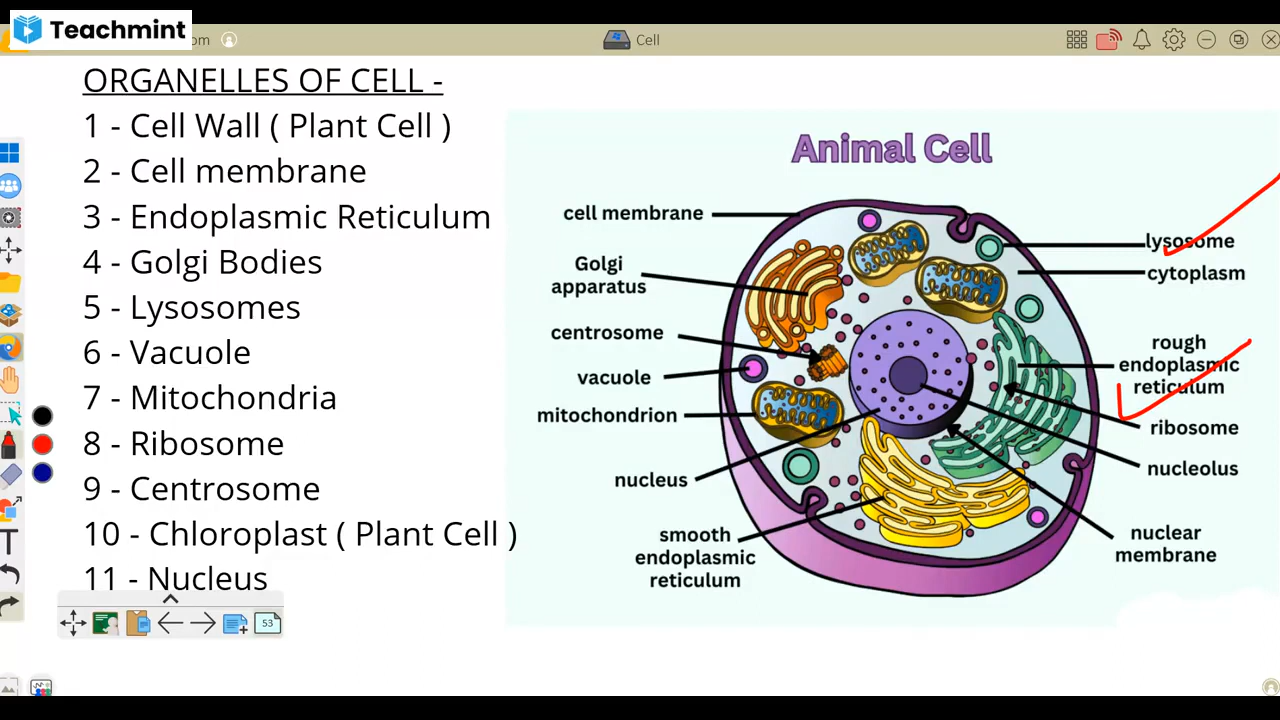 Teachmint
om
Cell
ORGANELLES OF CELL -
1 - Cell Wall ( Plant Cell )
2 - Cell membrane
3 - Endoplasmic Reticulum
4 - Golgi Bodies
5 - Lysosomes
6 - Vacuole
7 - Mitochondria
8 - Ribosome
9 - Centrosome
10 - Chloroplast ( Plant Cell )
11 - Nucleus
53
Animal Cell
cell membrane
Golgi
apparatus
centrosome
vacuole
mitochondrion
nucleus
smooth
endoplasmic
reticulum
lysosome
cytoplasm
rough
endoplasmic
reticulum
ribosome
nucleolus
nuclear
membrane